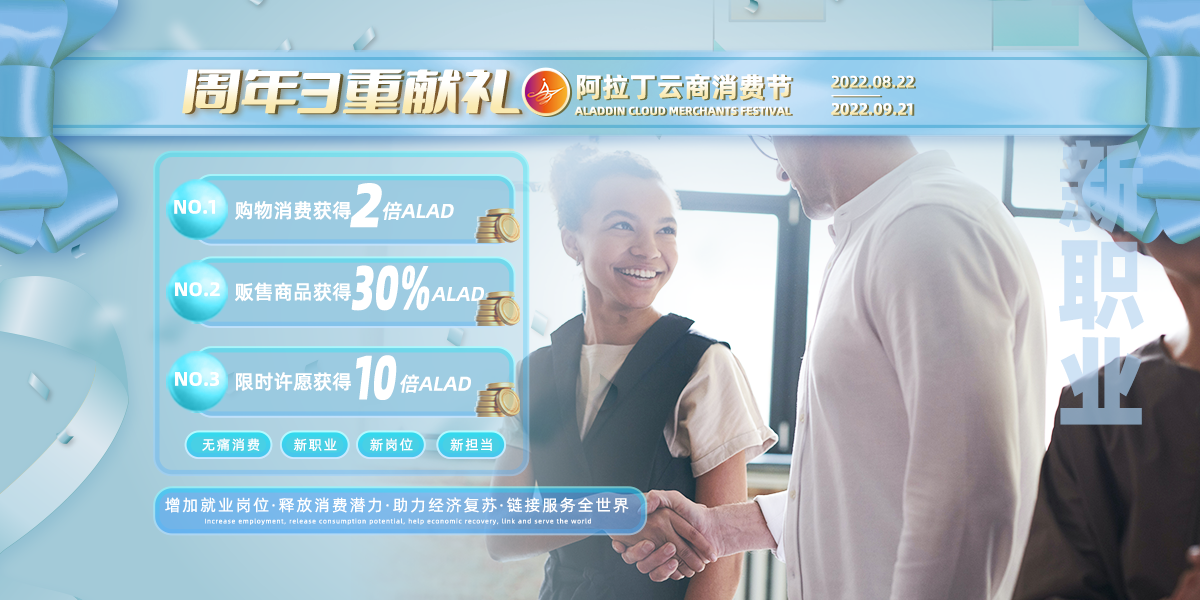 周年3重献礼
阿拉丁云商消费节
ALADDIN CLOUD MERCHANTS FESTIVAL
2022.08.22
2022.09.21
NO.1 购物消费获得2倍ALAD
NO.2 贩售商品获得30%ALAD
NO.3 限时许愿获得10倍ALAD
无痛消费 新职业 新岗位 新担当
增加就业岗位·释放消费潜力·助力经济复苏·链接服务全世界
increase employment, release consumption potential, help economic recovery, link and serve the world
新职业